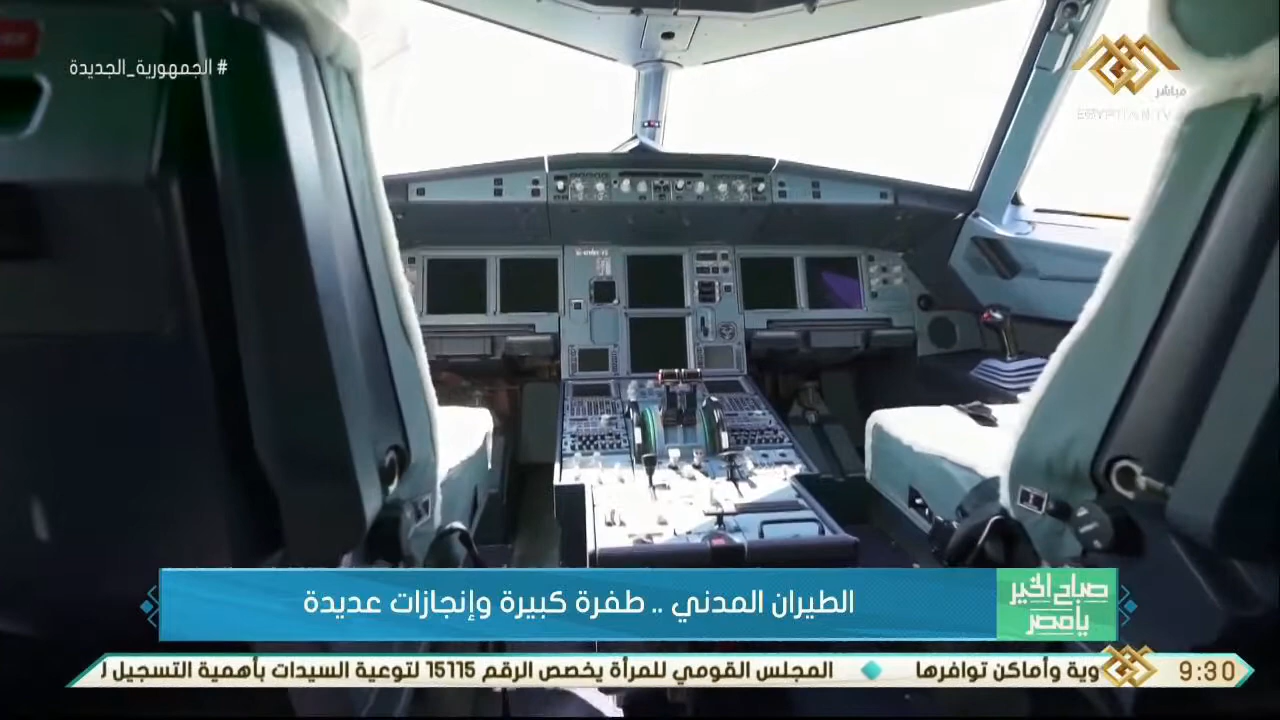 # الجمهورية_الجديدة
مباشر
EGYPTIAN TV
صباح الخير
يا مصر
الطيران المدني .. طفرة كبيرة وإنجازات عديدة
9:30
وية وأماكن توافرها
المجلس القومي للمرأة يخصص الرقم 15115 لتوعية السيدات بأهمية التسجيل ل